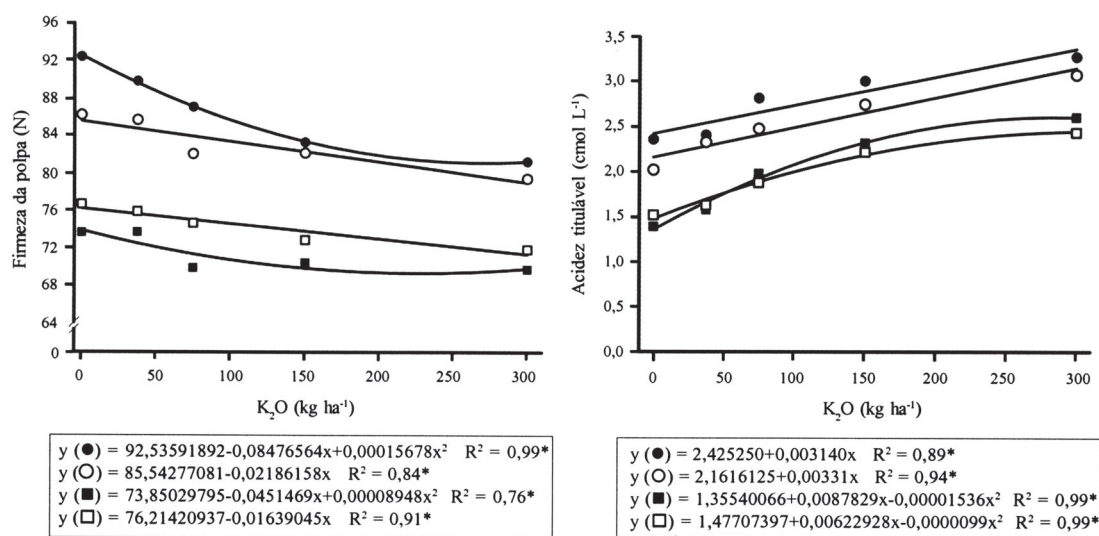 96
92
88
84
80
76
72
68
64
0
Firmeza da polpa (N)
0 50 100 150 200 250 300
K₂O (kg ha⁻¹)
y (●) = 92,53591892-0,08476564x+0,00015678x² R² = 0,99*
y (○) = 85,54277081-0,02186158x R² = 0,84*
y (■) = 73,85029795-0,0451469x+0,00008948x² R² = 0,76*
y (□) = 76,21420937-0,01639045x R² = 0,91*
3,5
3,0
2,5
2,0
1,5
1,0
0,5
0,0
Acidez titulável (cmol L⁻¹)
0 50 100 150 200 250 300
K₂O (kg ha⁻¹)
y (●) = 2,425250+0,003140x R² = 0,89*
y (○) = 2,1616125+0,00331x R² = 0,94*
y (■) = 1,35540066+0,0087829x-0,00001536x² R² = 0,99*
y (□) = 1,47707397+0,00622928x-0,0000099x² R² = 0,99*